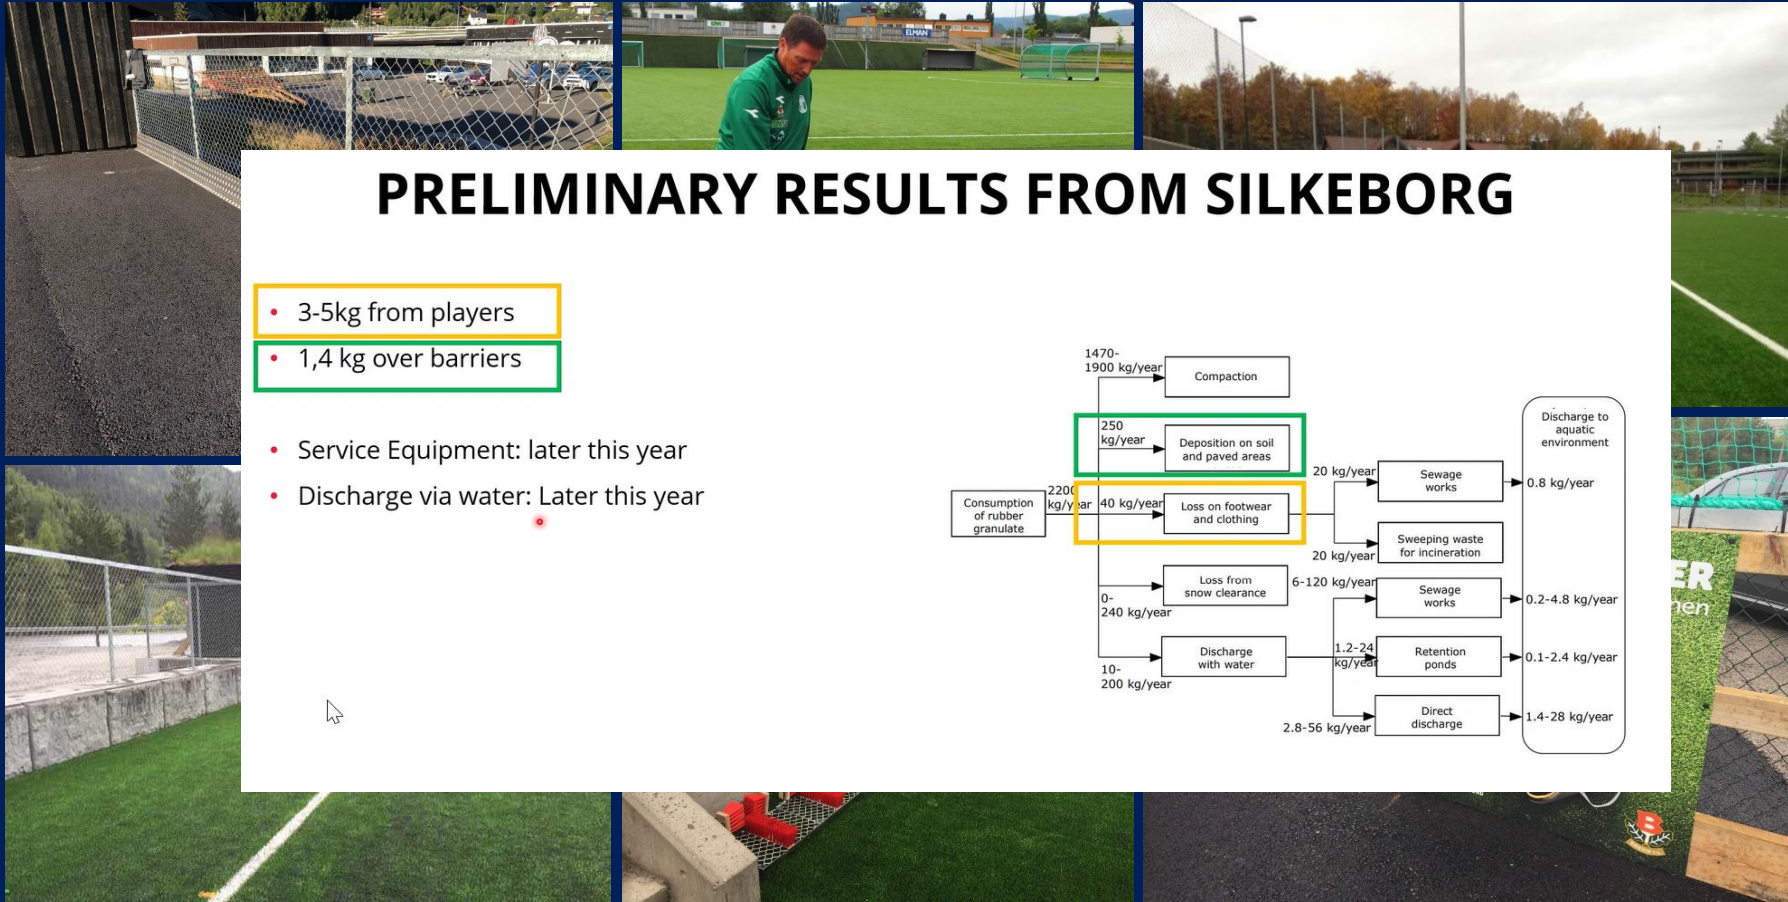 KIWI
ELMAN
PRELIMINARY RESULTS FROM SILKEBORG
• 3-5kg from players
• 1,4 kg over barriers
• Service Equipment: later this year
• Discharge via water: Later this year
Consumption
of rubber
granulate
2200
kg/year
1470-
1900 kg/year
Compaction
250
kg/year
Deposition on soil
and paved areas
40 kg/year
Loss on footwear
and clothing
20 kg/year
Sewage
works
0.8 kg/year
20 kg/year
Sweeping waste
for incineration
0-
240 kg/year
Loss from
snow clearance
10-
200 kg/year
Discharge
with water
6-120 kg/year
Sewage
works
0.2-4.8 kg/year
1.2-24
kg/year
Retention
ponds
0.1-2.4 kg/year
2.8-56 kg/year
Direct
discharge
1.4-28 kg/year
Discharge to
aquatic
environment
ER
nen
B